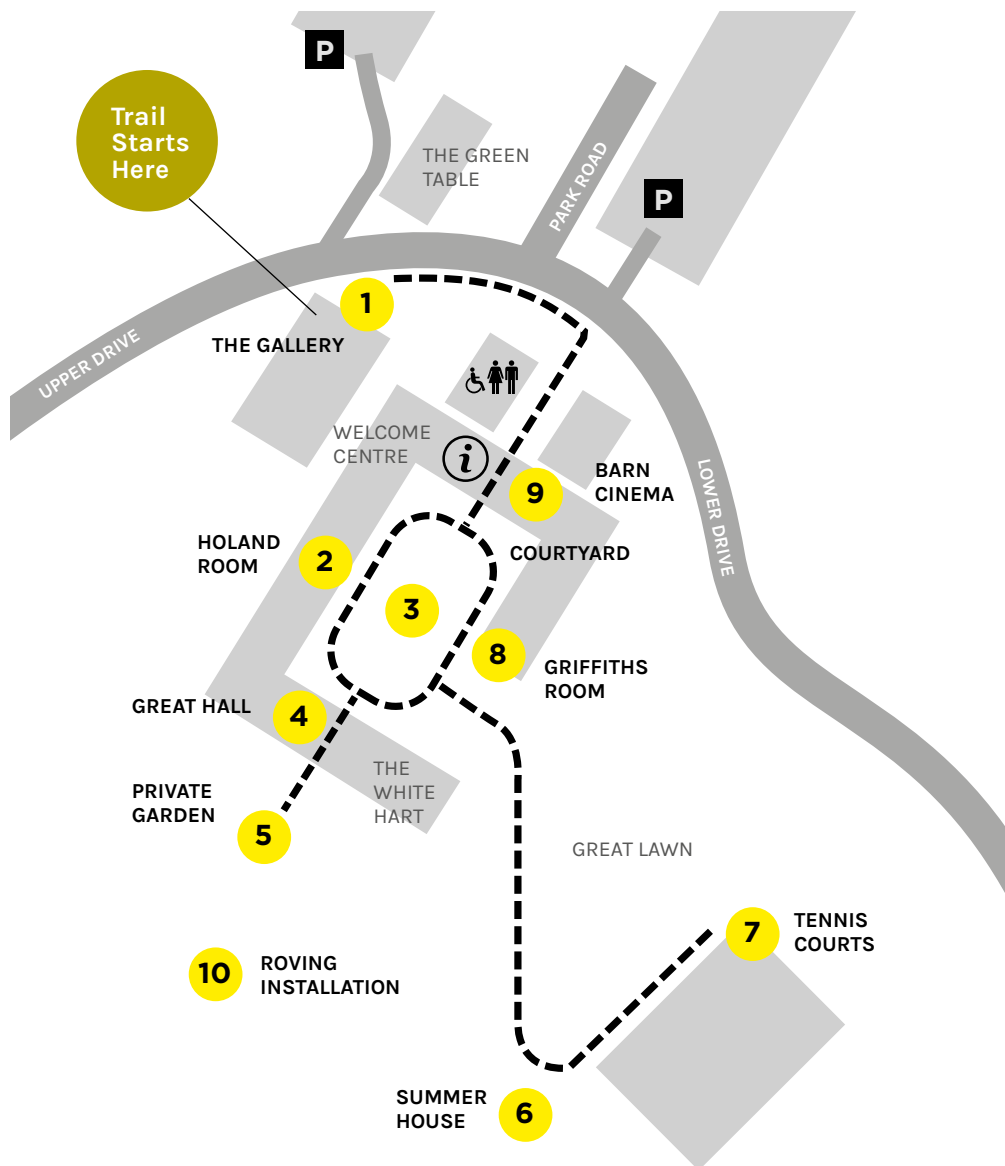 P
Trail
Starts
Here
THE GREEN
TABLE
PARK ROAD
P
1
THE GALLERY
UPPER DRIVE
WELCOME
CENTRE
i
9
BARN
CINEMA
LOWER DRIVE
HOLAND
ROOM
2
COURTYARD
3
8
GRIFFITHS
ROOM
GREAT HALL
4
THE
WHITE
HART
PRIVATE
GARDEN
5
GREAT LAWN
7
TENNIS
COURTS
10
ROVING
INSTALLATION
SUMMER
HOUSE
6